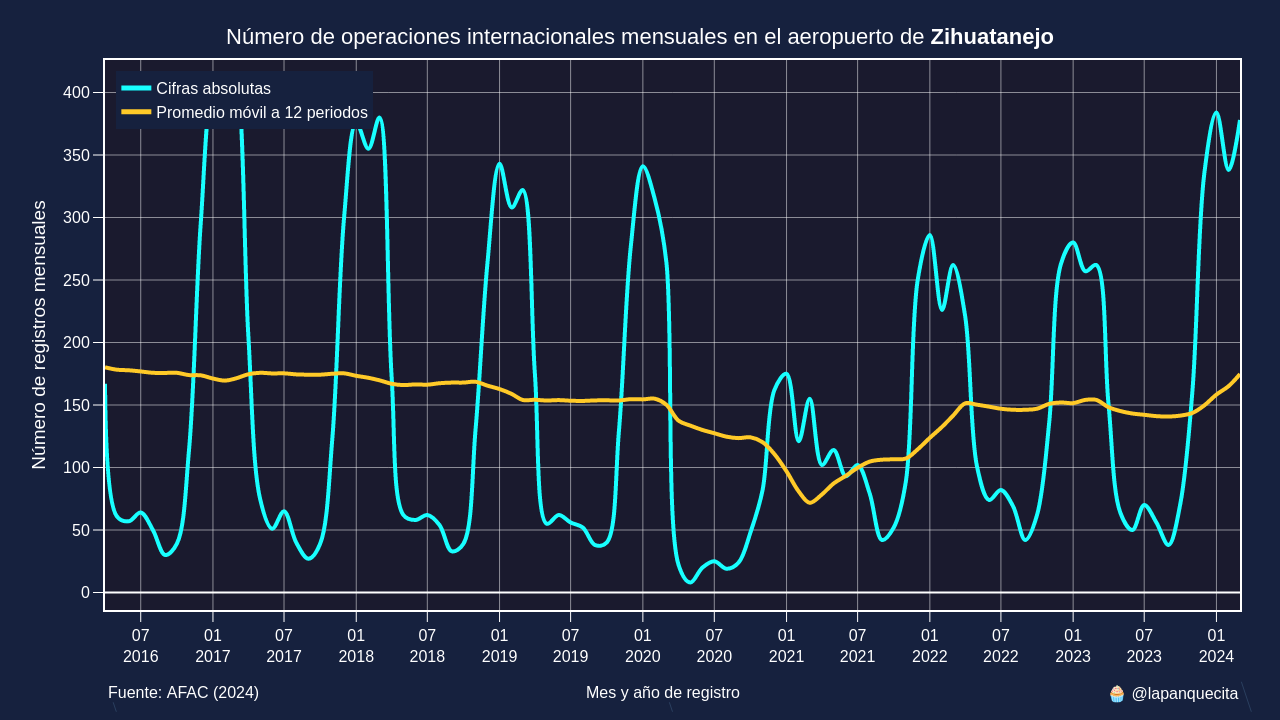 Número de operaciones internacionales mensuales en el aeropuerto de Zihuatanejo
Cifras absolutas
Promedio móvil a 12 periodos
Número de registros mensuales
400
350
300
250
200
150
100
50
0
07 01 07 01 07 01 07 01 07 01 07 01 07 01 07 01
2016 2017 2017 2018 2018 2019 2019 2020 2020 2021 2021 2022 2022 2023 2023 2024
Fuente: AFAC (2024)
Mes y año de registro
🧁 @lapanquecita